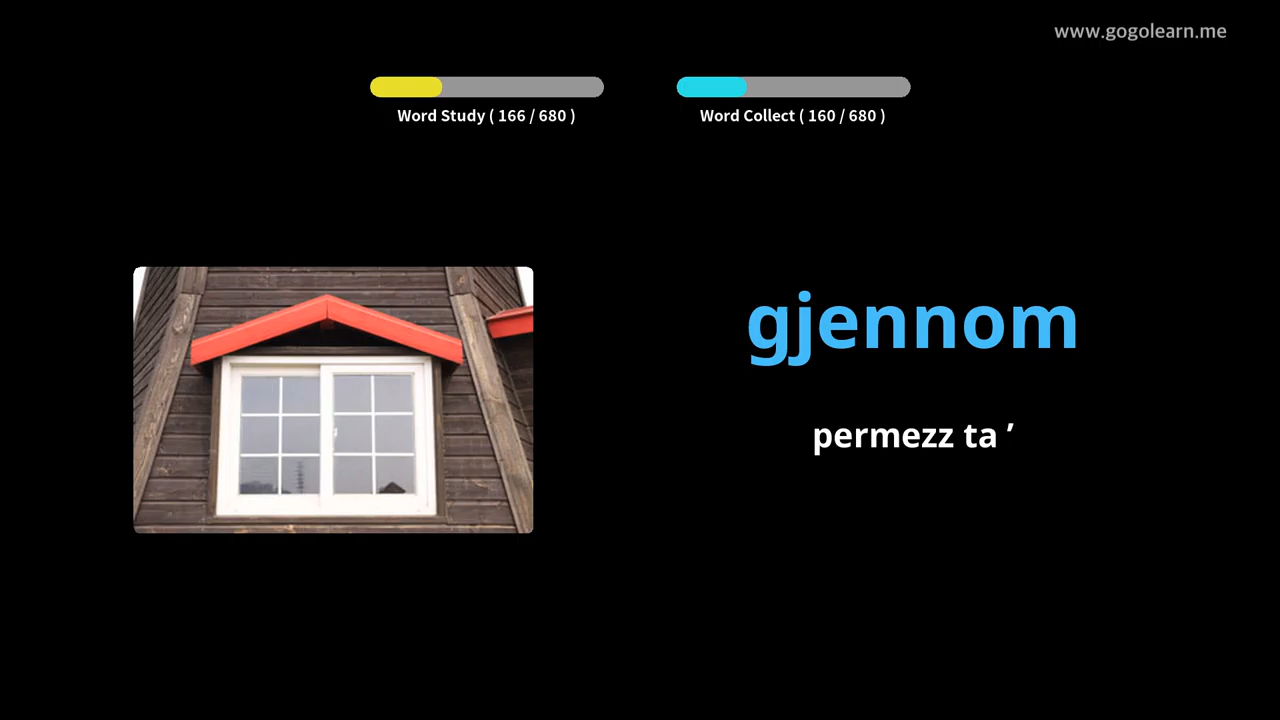 www.gogolearn.me
Word Study ( 166 / 680 )
Word Collect ( 160 / 680 )
gjennom
permezz ta ’